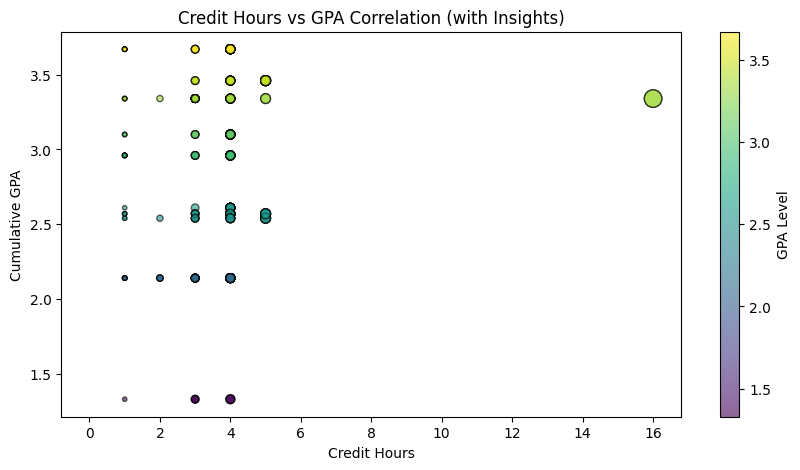 Credit Hours vs GPA Correlation (with Insights)
Cumulative GPA
3.5
3.0
2.5
2.0
1.5
0 2 4 6 8 10 12 14 16
Credit Hours
3.5
3.0
2.5
2.0
1.5
GPA Level